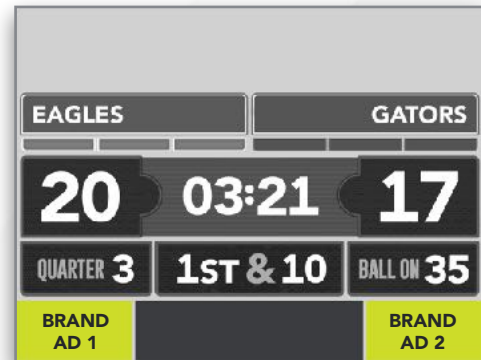 EAGLES GATORS
20 03:21 17
QUARTER 3 1ST & 10 BALL ON 35
BRAND
AD 1
BRAND
AD 2